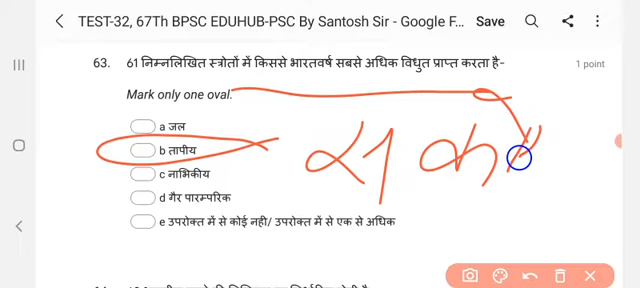 TEST-32, 67Th BPSC EDUHUB-PSC By Santosh Sir - Google F... Save
63. 61 निम्नलिखित स्त्रोतों में किससे भारतवर्ष सबसे अधिक विधुत प्राप्त करता है- 1 point
Mark only one oval.
a जल
b तापीय
c नाभिकीय
d गैर पारम्परिक
e उपरोक्त में से कोई नही/ उपरोक्त में से एक से अधिक